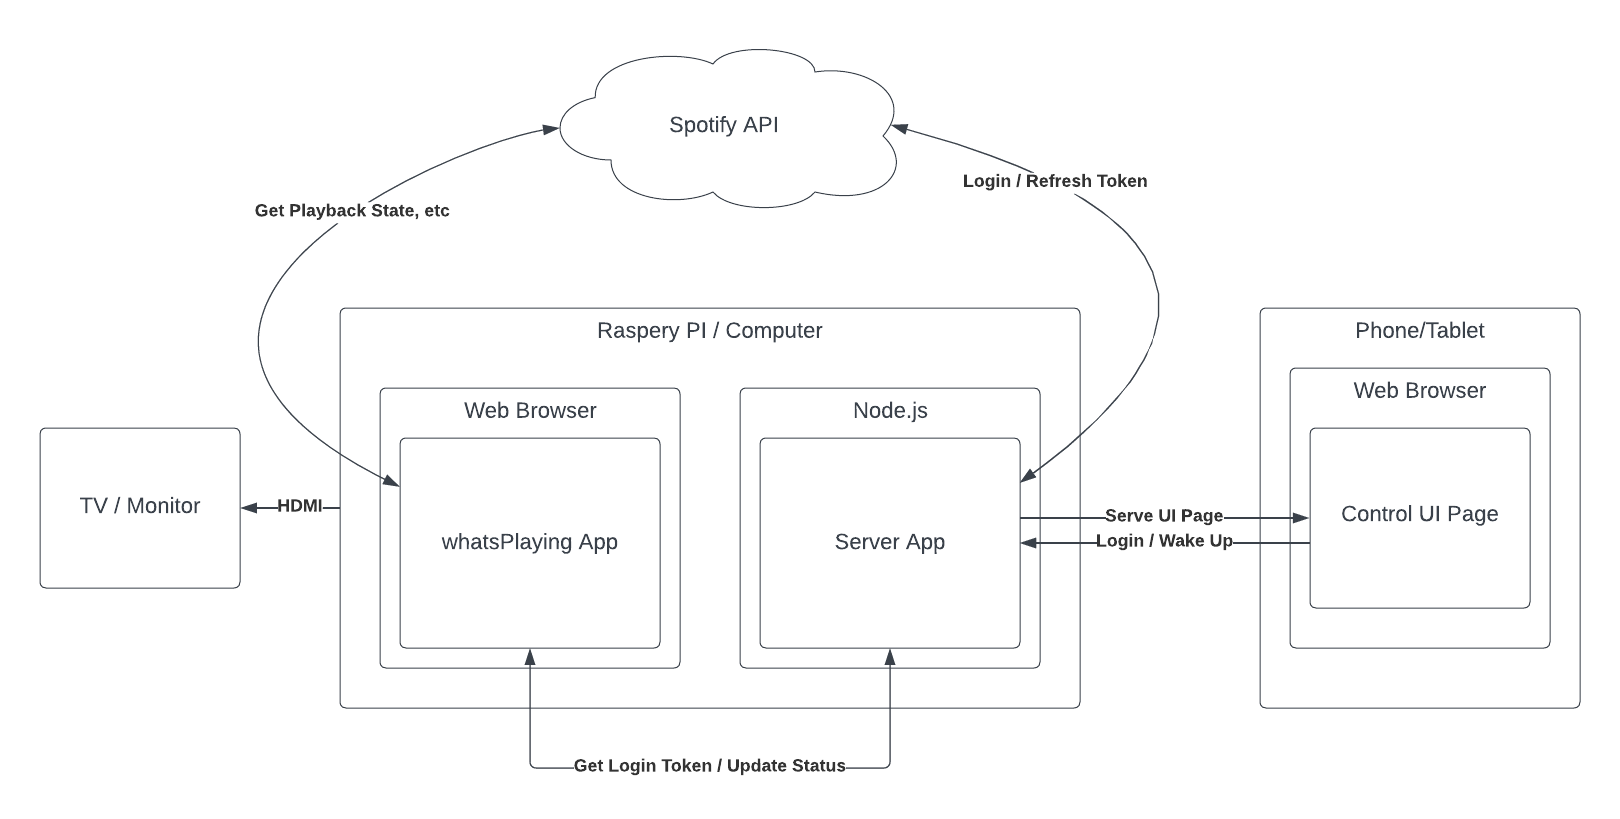 Spotify API
Login / Refresh Token
Get Playback State, etc
Raspery PI / Computer
Phone/Tablet
Web Browser
Node.js
Web Browser
TV / Monitor
HDMI
whatsPlaying App
Server App
Serve UI Page
Login / Wake Up
Control UI Page
Get Login Token / Update Status